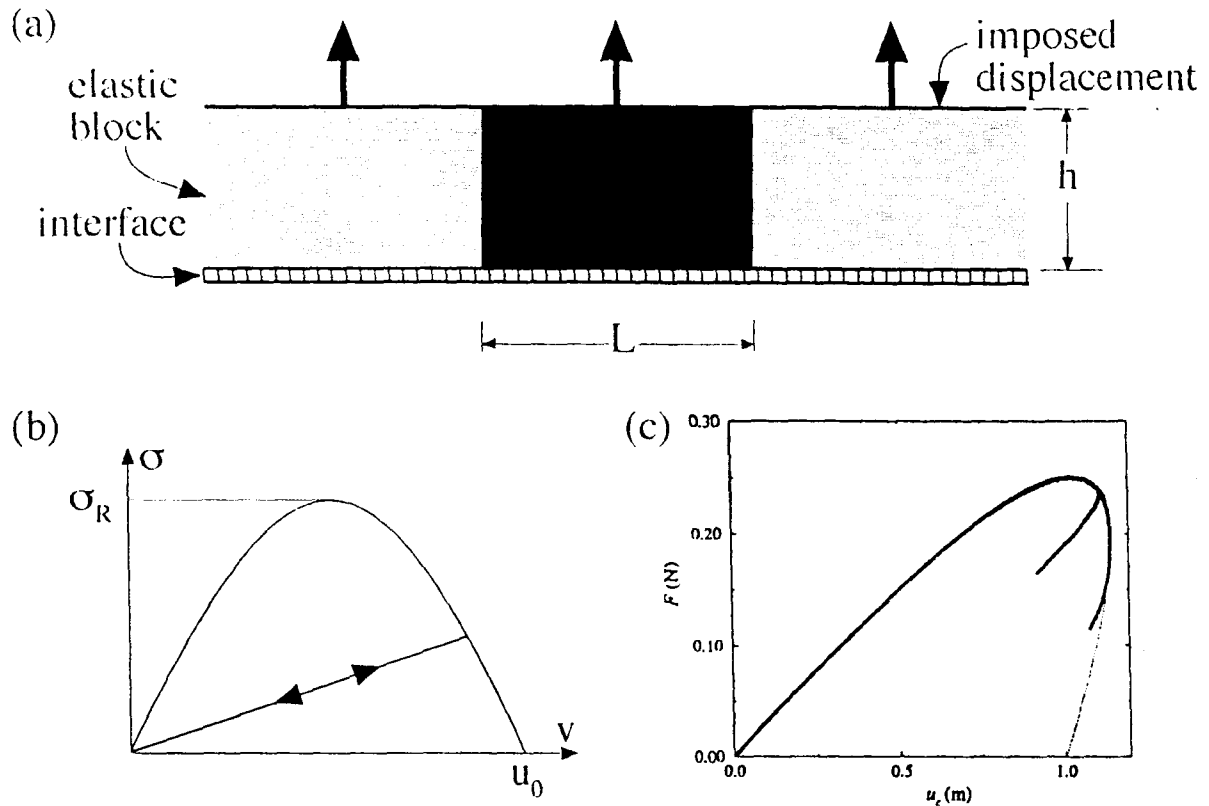 (a)
imposed
displacement
elastic
block
interface
h
L
(b)
σ
σR
v
u0
(c)
0.30
0.20
0.10
0.00
F (N)
0.0
0.5
1.0